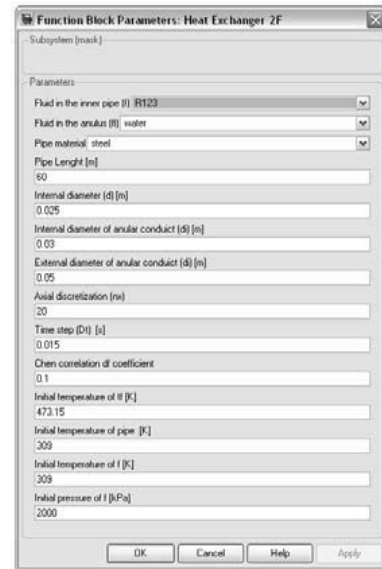 Function Block Parameters: Heat Exchanger 2F
Subsystem (mask)
Parameters
Fluid in the inner pipe (f) R123
Fluid in the anulus (tf) water
Pipe material steel
Pipe Lenght [m]
60
Internal diameter (d) [m]
0.025
Internal diameter of anular conduict (di) [m]
0.03
External diameter of anular conduict (di) [m]
0.05
Axial discretization (nx)
20
Time step (Dt) [s]
0.015
Chen correlation df coefficient
0.1
Initial temperature of tf [K]
473.15
Initial temperature of pipe [K]
309
Initial temperature of f [K]
309
Initial pressure of f [kPa]
2000
OK Cancel Help Apply